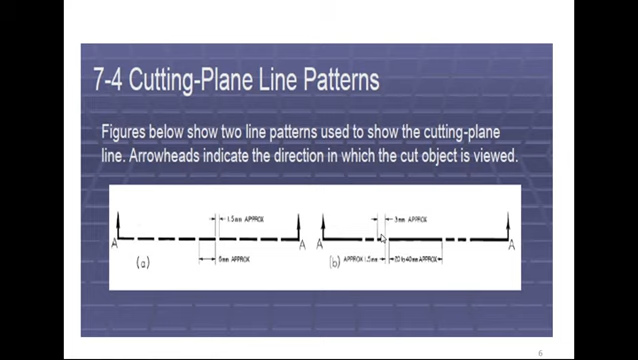 7-4 Cutting-Plane Line Patterns
Figures below show two line patterns used to show the cutting-plane
line. Arrowheads indicate the direction in which the cut object is viewed.
1.5mm APPROX
A A
(a) 6mm APPROX
3mm APPROX
A A
(b) APPROX 1.5mm 20 to 40mm APPROX
6